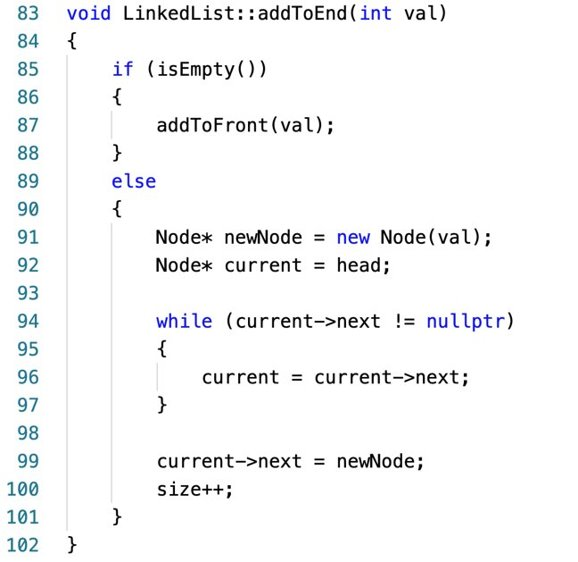 83 void LinkedList::addToEnd(int val)
84 {
85     if (isEmpty())
86     {
87         addToFront(val);
88     }
89     else
90     {
91         Node* newNode = new Node(val);
92         Node* current = head;
93
94         while (current->next != nullptr)
95         {
96             current = current->next;
97         }
98
99         current->next = newNode;
100         size++;
101     }
102 }